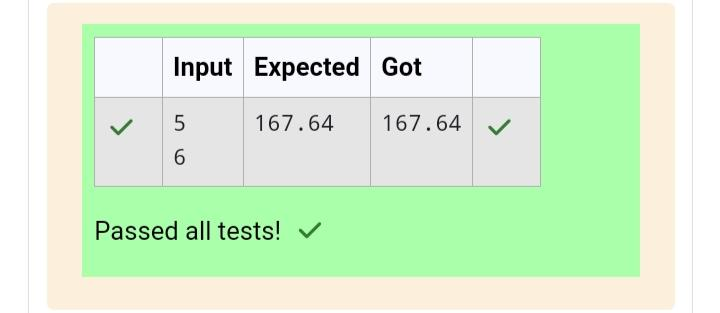 Input Expected Got
5 167.64 167.64
6
Passed all tests!